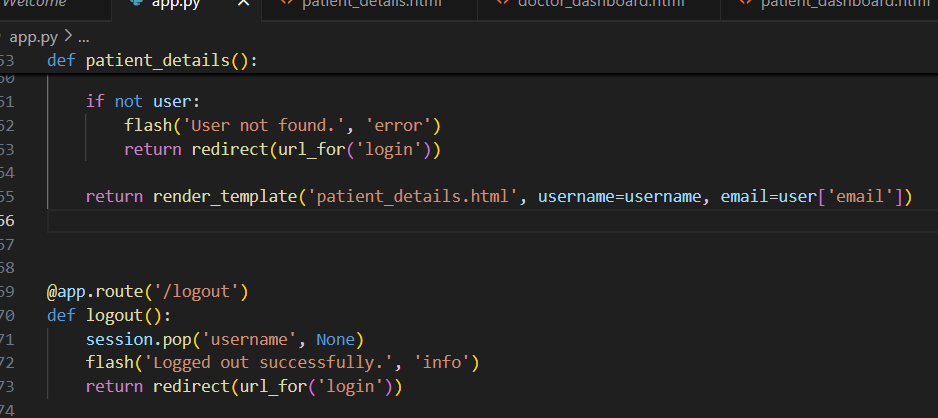 Welcome app.py patient_details.html doctor_dashboard.html patient_dashboard.html
app.py > ...
53 def patient_details():
60
61 if not user:
62 flash('User not found.', 'error')
63 return redirect(url_for('login'))
64
65 return render_template('patient_details.html', username=username, email=user['email'])
66
67
68
69 @app.route('/logout')
70 def logout():
71 session.pop('username', None)
72 flash('Logged out successfully.', 'info')
73 return redirect(url_for('login'))
74